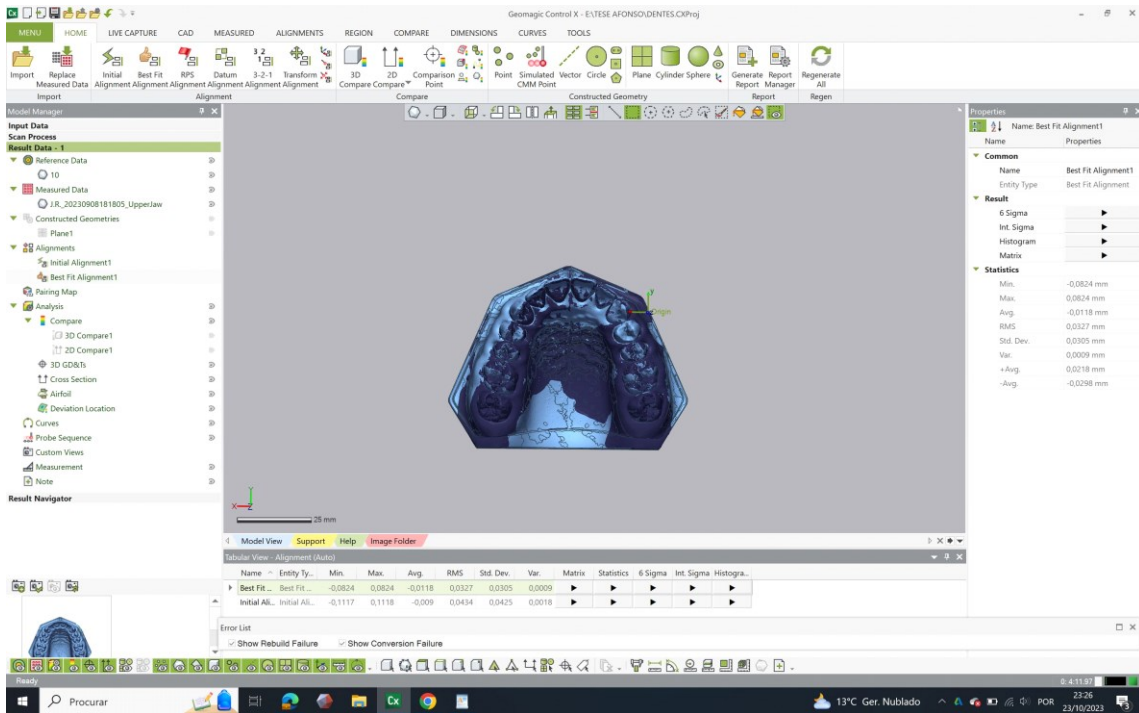 Geomagic Control X - E:\TESE AFONSO\DENTES.CXProj
MENU HOME LIVE CAPTURE CAD MEASURED ALIGNMENTS REGION COMPARE DIMENSIONS CURVES TOOLS
Import Replace Measured Data Initial Alignment Best Fit Alignment RPS Alignment Datum Alignment 3-2-1 Alignment Transform Alignment 3D Compare 2D Compare Comparison Point Point Simulated CMM Point Vector Circle Plane Cylinder Sphere Generate Report Report Manager Regenerate All
Import Alignment Compare Constructed Geometry Report Regen
Model Manager
Input Data
Scan Process
Result Data - 1
Reference Data
10
Measured Data
J.R._20230908181805_UpperJaw
Constructed Geometries
Plane1
Alignments
Initial Alignment1
Best Fit Alignment1
Pairing Map
Analysis
Compare
3D Compare1
2D Compare1
3D GD&Ts
Cross Section
Airfoil
Deviation Location
Curves
Probe Sequence
Custom Views
Measurement
Note
Result Navigator
Y
Origin
Y
X
Z
25 mm
Model View Support Help Image Folder
Tabular View - Alignment (Auto)
Name Entity Ty... Min. Max. Avg. RMS Std. Dev. Var. Matrix Statistics 6 Sigma Int. Sigma Histogra...
Best Fit ... Best Fit ... -0,0824 0,0824 -0,0118 0,0327 0,0305 0,0009
Initial Ali... Initial Ali... -0,1117 0,1118 -0,009 0,0434 0,0425 0,0018
Error List
Show Rebuild Failure Show Conversion Failure
Properties
Name: Best Fit Alignment1
Name Properties
Common
Name Best Fit Alignment1
Entity Type Best Fit Alignment
Result
6 Sigma
Int. Sigma
Histogram
Matrix
Statistics
Min. -0,0824 mm
Max. 0,0824 mm
Avg. -0,0118 mm
RMS 0,0327 mm
Std. Dev. 0,0305 mm
Var. 0,0009 mm
+Avg. 0,0218 mm
-Avg. -0,0298 mm
Ready
0: 4:11.97
Procurar
Cx
13°C Ger. Nublado
POR
23:26
23/10/2023